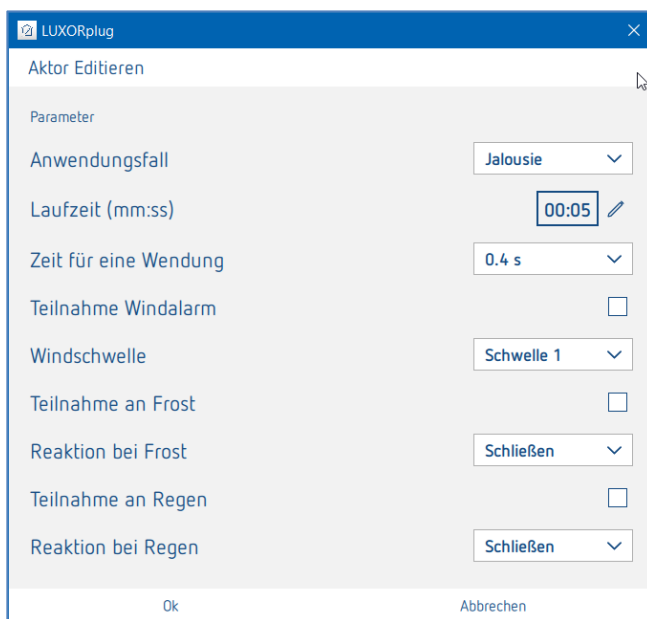 LUXORplug
Aktor Editieren
Parameter
Anwendungsfall Jalousie
Laufzeit (mm:ss) 00:05
Zeit für eine Wendung 0.4 s
Teilnahme Windalarm
Windschwelle Schwelle 1
Teilnahme an Frost
Reaktion bei Frost Schließen
Teilnahme an Regen
Reaktion bei Regen Schließen
Ok Abbrechen